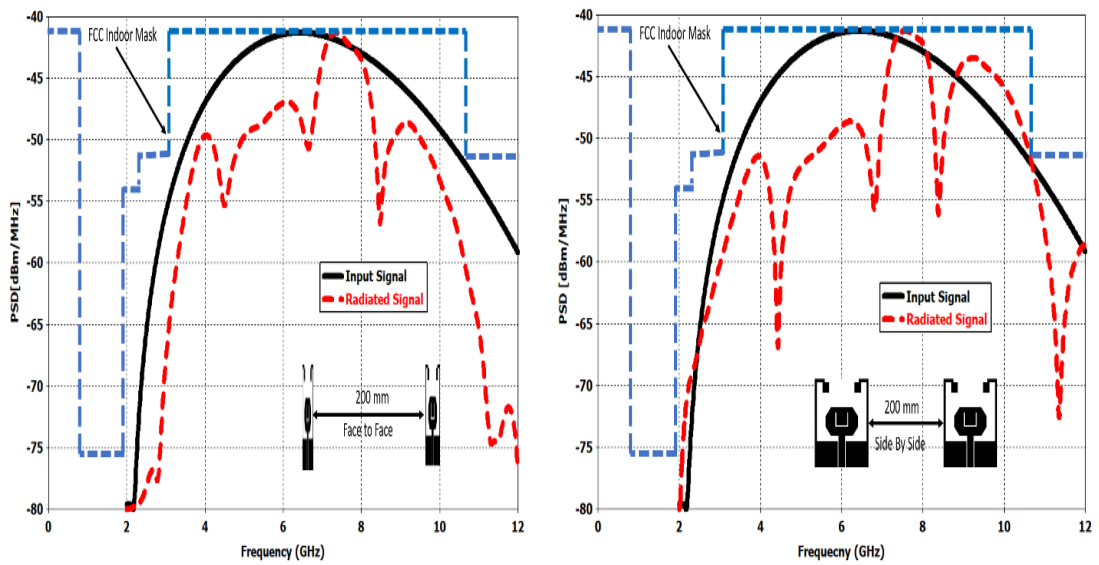 -40
-45
-50
-55
-60
-65
-70
-75
-80
PSD[dBm/MHz]
FCC Indoor Mask
Input Signal
Radiated Signal
200 mm
Face to Face
0 2 4 6 8 10 12
Frequency (GHz)
-40
-45
-50
-55
-60
-65
-70
-75
-80
PSD [dBm/MHz]
FCC Indoor Mask
Input Signal
Radiated Signal
200 mm
Side By Side
0 2 4 6 8 10 12
Frequecny (GHz)